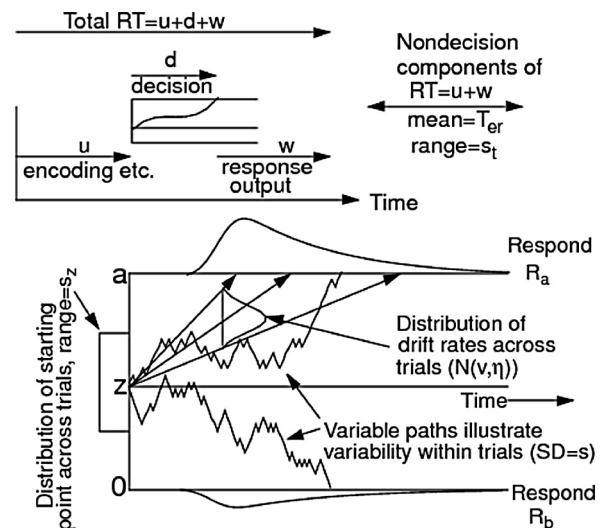 Total RT=u+d+w
d
decision
u
encoding etc.
w
response
output
Time
Nondecision
components of
RT=u+w
mean=Ter
range=st
Respond
Ra
a
Distribution of starting
point across trials, range=sz
Distribution of
drift rates across
trials (N(v,η))
z
Time
Variable paths illustrate
variability within trials (SD=s)
0
Respond
Rb